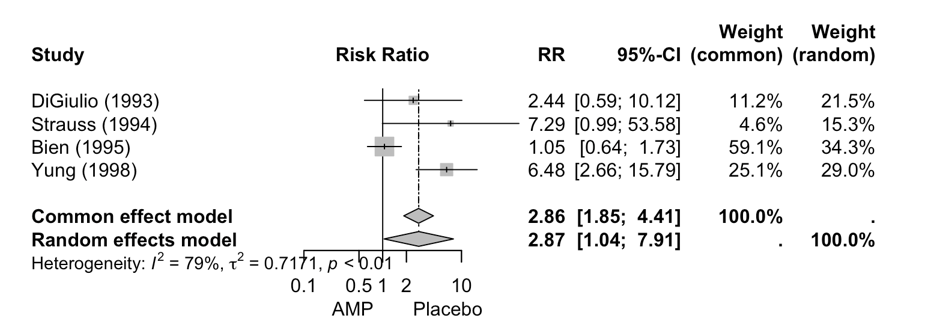 Weight Weight
Study Risk Ratio RR 95%-CI (common) (random)
DiGiulio (1993) 2.44 [0.59; 10.12] 11.2% 21.5%
Strauss (1994) 7.29 [0.99; 53.58] 4.6% 15.3%
Bien (1995) 1.05 [0.64; 1.73] 59.1% 34.3%
Yung (1998) 6.48 [2.66; 15.79] 25.1% 29.0%
Common effect model 2.86 [1.85; 4.41] 100.0% .
Random effects model 2.87 [1.04; 7.91] . 100.0%
Heterogeneity: I² = 79%, τ² = 0.7171, p < 0.01
0.1 0.5 1 2 10
AMP Placebo